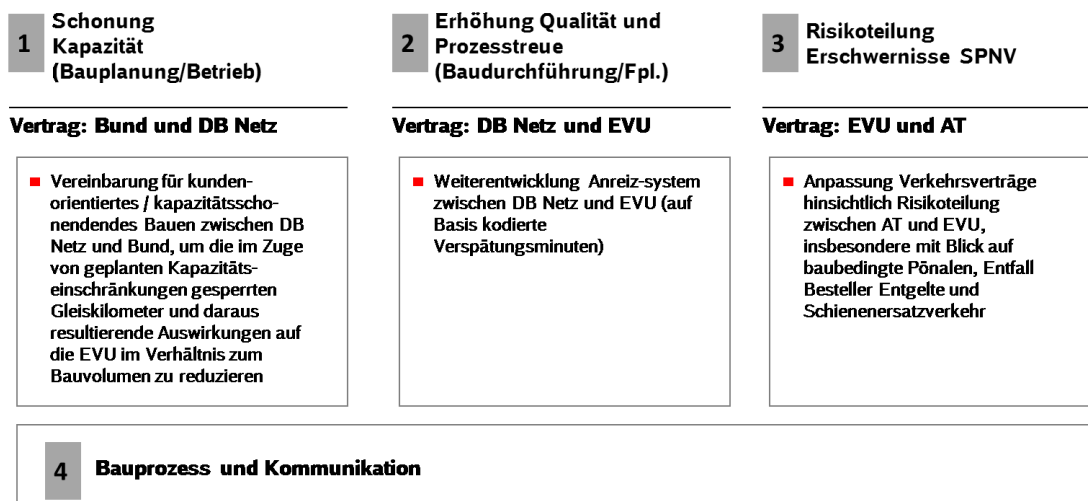 1
Schonung
Kapazität
(Bauplanung/Betrieb)
Vertrag: Bund und DB Netz
Vereinbarung für kunden-
orientiertes / kapazitätsscho-
nendendes Bauen zwischen DB
Netz und Bund, um die im Zuge
von geplanten Kapazitäts-
einschränkungen gesperrten
Gleiskilometer und daraus
resultierende Auswirkungen auf
die EVU im Verhältnis zum
Bauvolumen zu reduzieren
2
Erhöhung Qualität und
Prozesstreue
(Baudurchführung/Fpl.)
Vertrag: DB Netz und EVU
Weiterentwicklung Anreiz-system
zwischen DB Netz und EVU (auf
Basis kodierte
Verspätungsminuten)
3
Risikoteilung
Erschwernisse SPNV
Vertrag: EVU und AT
Anpassung Verkehrsverträge
hinsichtlich Risikoteilung
zwischen AT und EVU,
insbesondere mit Blick auf
baubedingte Pönalen, Entfall
Besteller Entgelte und
Schienenersatzverkehr
4
Bauprozess und Kommunikation